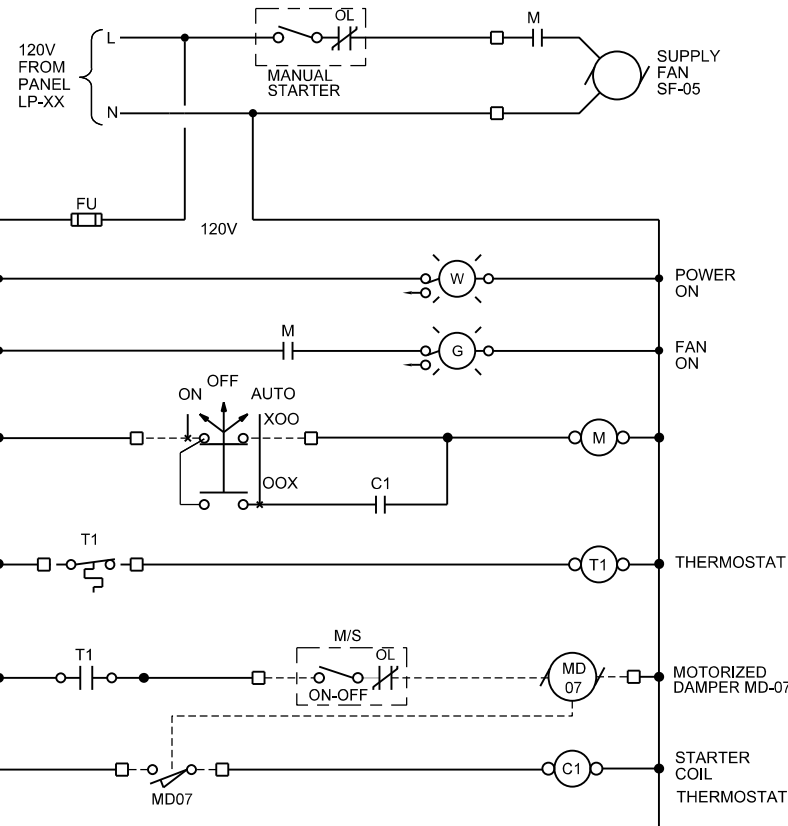 OL
M
L
120V
FROM
PANEL
LP-XX
MANUAL
STARTER
SUPPLY
FAN
SF-05
N
FU
120V
W
POWER
ON
M
G
FAN
ON
ON
OFF
AUTO
XOO
M
OOX
C1
T1
T1
THERMOSTAT
M/S
T1
OL
ON-OFF
MD
07
MOTORIZED
DAMPER MD-07
MD07
C1
STARTER
COIL
THERMOSTAT